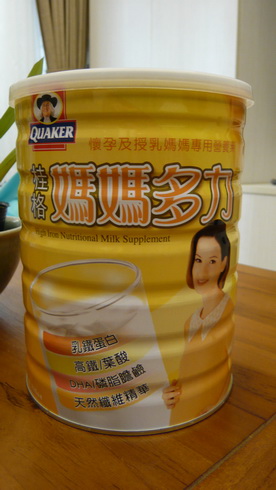 QUAKER
懷孕及授乳媽媽專用營養
桂格
媽媽多力
High Iron Nutritional Milk Supplement
乳鐵蛋白
高鐵/葉酸
DHA/磷脂膽鹼
天然纖維精華